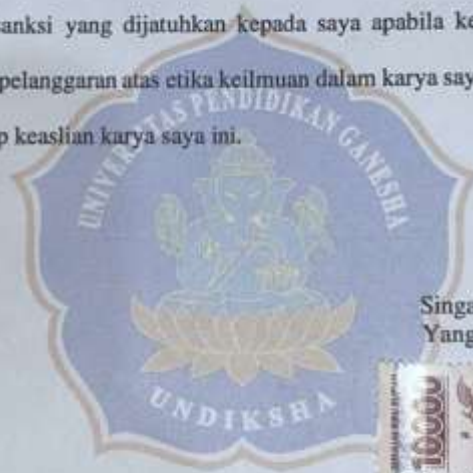 anksi yang dijatuhkan kepada saya apabila ke
pelanggaran atas etika keilmuan dalam karya say
p keaslian karya saya ini.
UNIVERSITAS PENDIDIKAN GANESHA
UNDIKSHA
Singa
Yang
10000